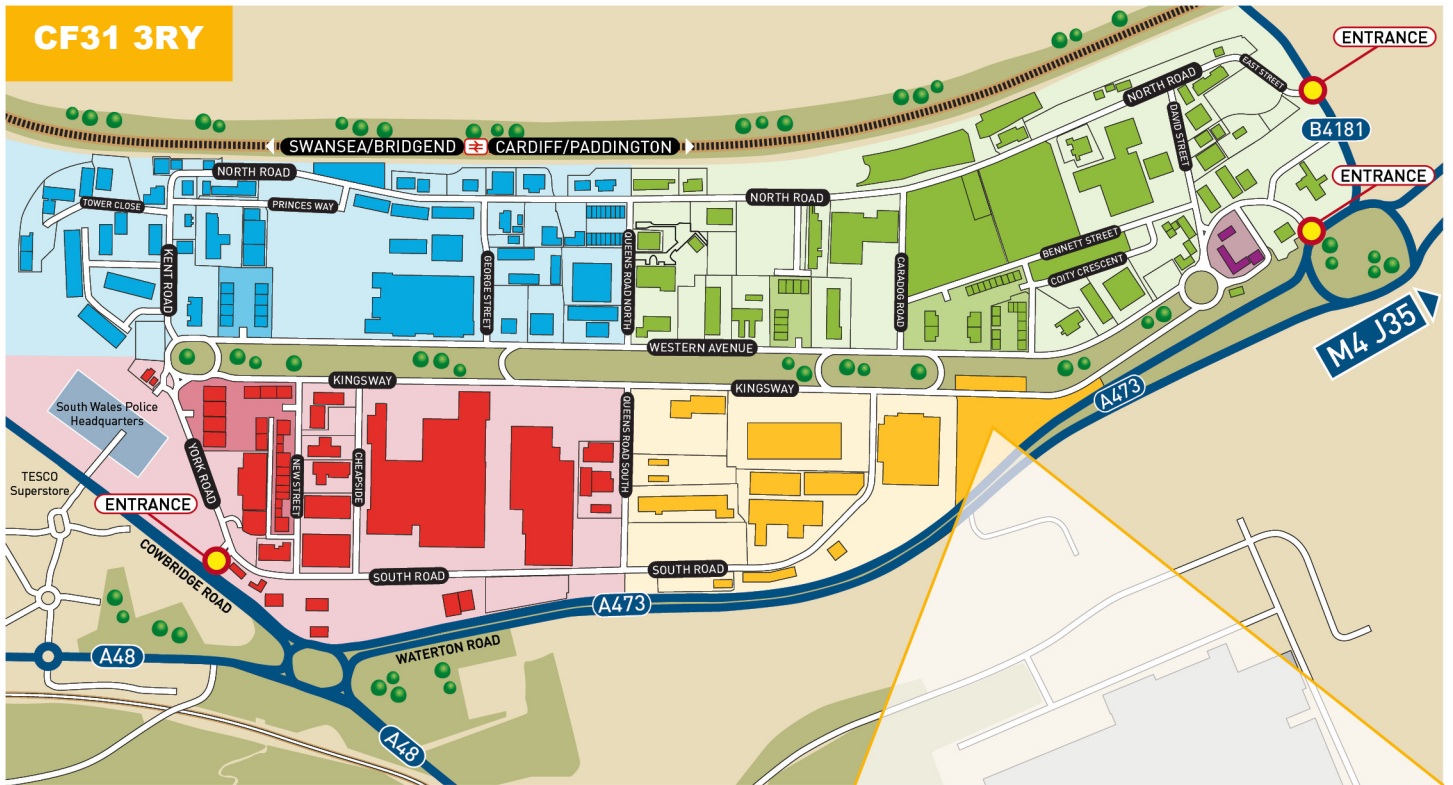 CF31 3RY
ENTRANCE
EAST STREET
NORTH ROAD
DAVID STREET
B4181
SWANSEA/BRIDGEND
CARDIFF/PADDINGTON
NORTH ROAD
ENTRANCE
TOWER CLOSE
PRINCES WAY
NORTH ROAD
KENT ROAD
GEORGE STREET
QUEENS ROAD NORTH
BENNETT STREET
COITY CRESCENT
CARADOG ROAD
M4 J35
WESTERN AVENUE
KINGSWAY
KINGSWAY
A473
South Wales Police
Headquarters
YORK ROAD
NEW STREET
CHEAPSIDE
QUEENS ROAD SOUTH
TESCO
Superstore
ENTRANCE
COWBRIDGE ROAD
SOUTH ROAD
SOUTH ROAD
A473
WATERTON ROAD
A48
A48